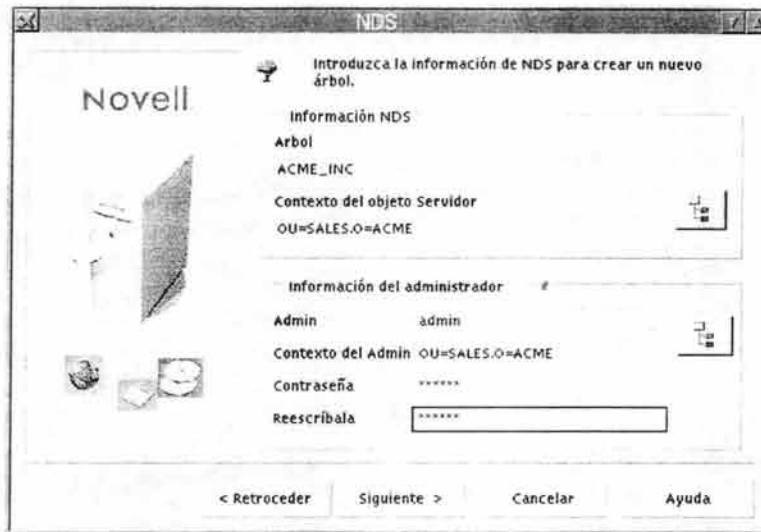 NDS
Novell
Introduzca la información de NDS para crear un nuevo
árbol.
Información NDS
Arbol
ACME_INC
Contexto del objeto Servidor
OU=SALES.O=ACME
Información del administrador
Admin admin
Contexto del Admin OU=SALES.O=ACME
Contraseña ******
Reescríbala ******
< Retroceder Siguiente > Cancelar Ayuda